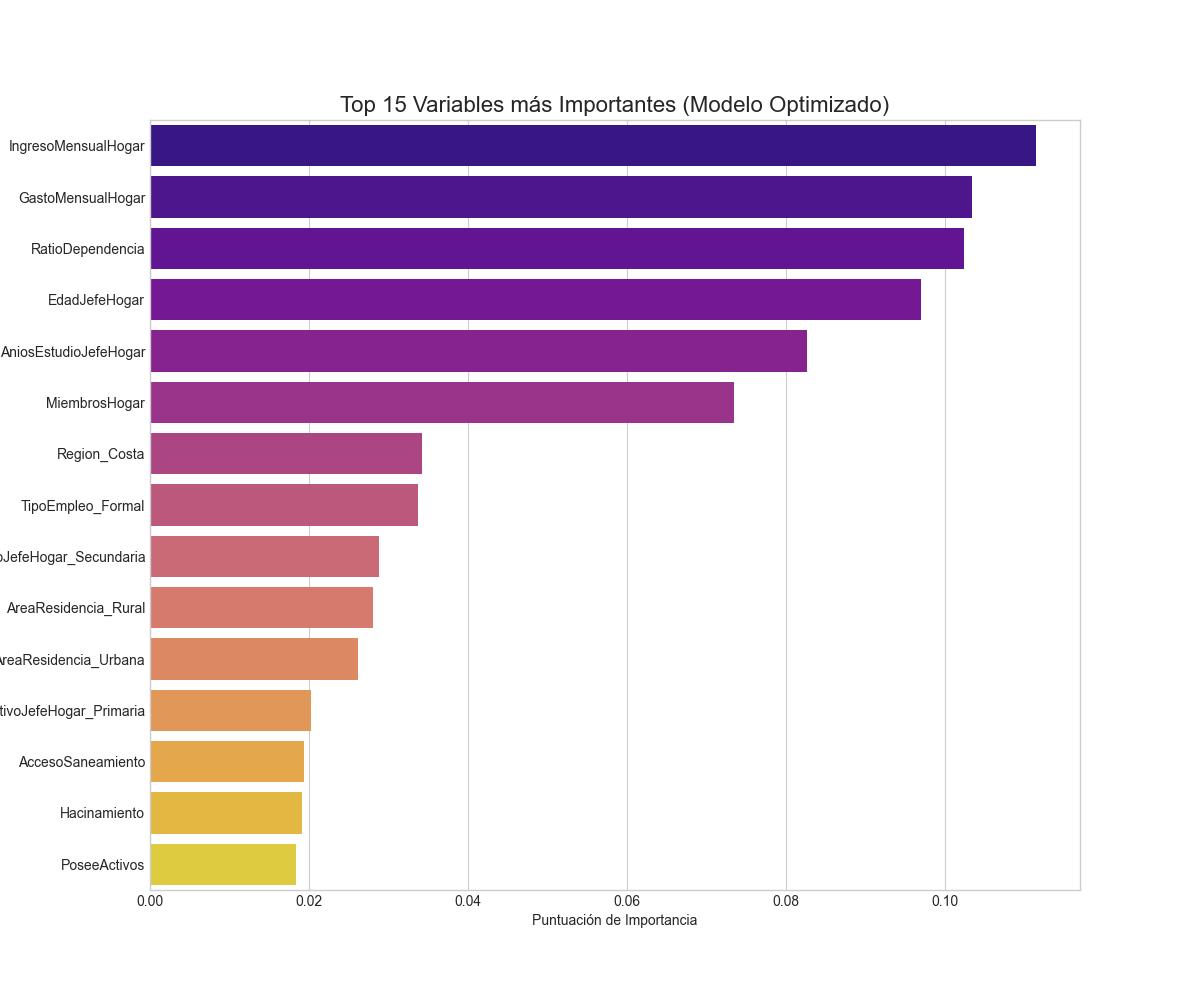 Top 15 Variables más Importantes (Modelo Optimizado)
IngresoMensualHogar
GastoMensualHogar
RatioDependencia
EdadJefeHogar
AniosEstudioJefeHogar
MiembrosHogar
Region_Costa
TipoEmpleo_Formal
oJefeHogar_Secundaria
AreaResidencia_Rural
AreaResidencia_Urbana
tivoJefeHogar_Primaria
AccesoSaneamiento
Hacinamiento
PoseeActivos
0.00 0.02 0.04 0.06 0.08 0.10
Puntuación de Importancia